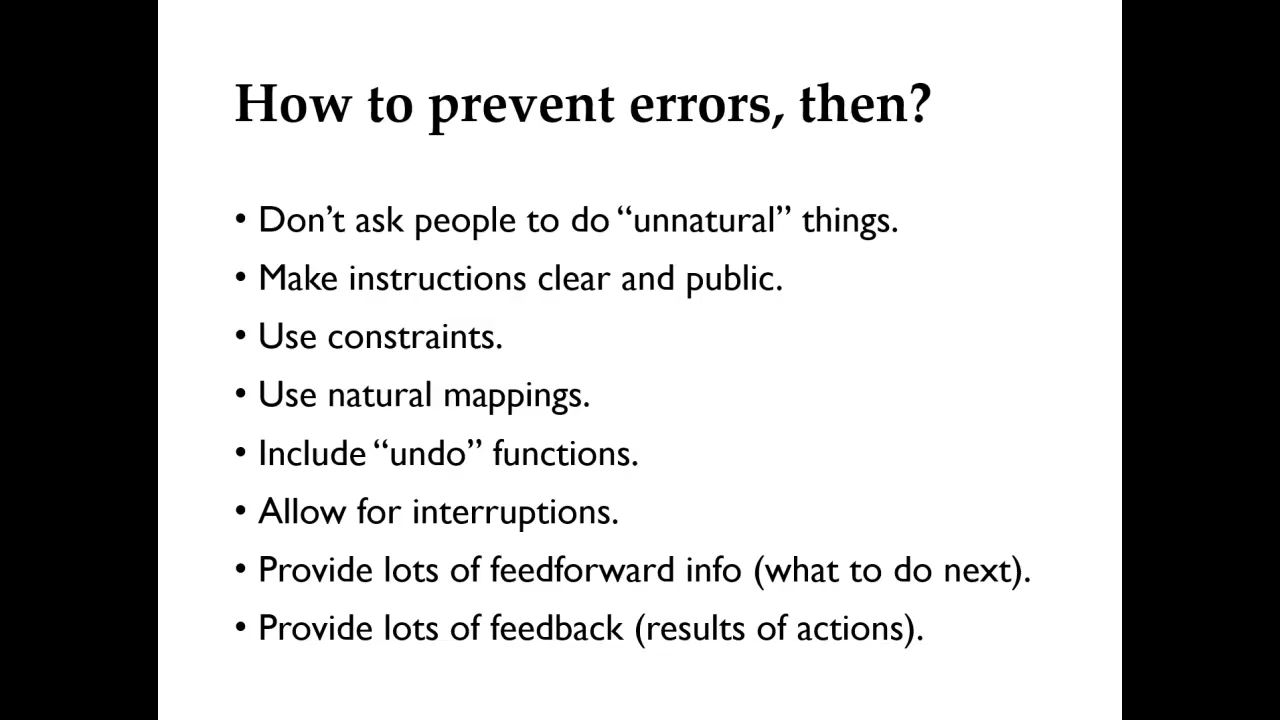 How to prevent errors, then?
• Don’t ask people to do “unnatural” things.
• Make instructions clear and public.
• Use constraints.
• Use natural mappings.
• Include “undo” functions.
• Allow for interruptions.
• Provide lots of feedforward info (what to do next).
• Provide lots of feedback (results of actions).